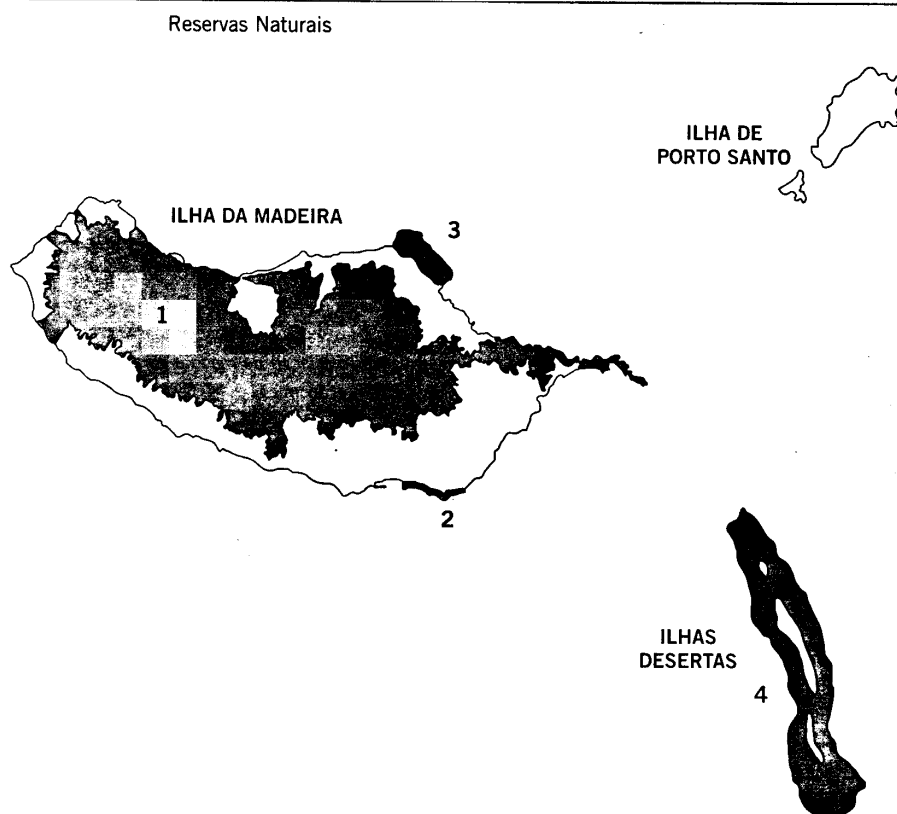 Reservas Naturais
ILHA DE
PORTO SANTO
ILHA DA MADEIRA
3
1
2
ILHAS
DESERTAS
4